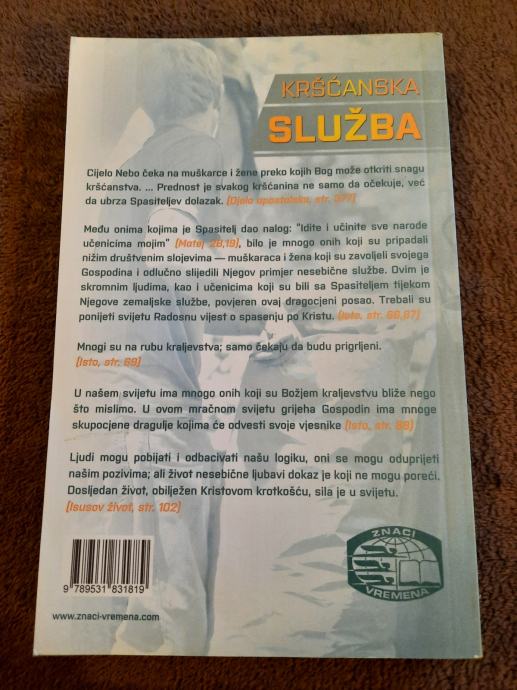 KRŠĆANSKA
SLUŽBA
Cijelo Nebo čeka na muškarce i žene preko kojih Bog može otkriti snagu
kršćanstva. ... Prednost je svakog kršćanina ne samo da očekuje, već
da ubrza Spasiteljev dolazak. (Djela apostolska, str. 377)
Među onima kojima je Spasitelj dao nalog: "Idite i učinite sve narode
učenicima mojim" (Matej 28,19), bilo je mnogo onih koji su pripadali
nižim društvenim slojevima — muškaraca i žena koji su zavoljeli svojega
Gospodina i odlučno slijedili Njegov primjer nesebične službe. Ovim je
skromnim ljudima, kao i učenicima koji su bili sa Spasiteljem tijekom
Njegove zemaljske službe, povjeren ovaj dragocjeni posao. Trebali su
ponijeti svijetu Radosnu vijest o spasenju po Kristu. (Isto, str. 66,67)
Mnogi su na rubu kraljevstva; samo čekaju da budu prigrljeni.
(Isto, str. 69)
U našem svijetu ima mnogo onih koji su Božjem kraljevstvu bliže nego
što mislimo. U ovom mračnom svijetu grijeha Gospodin ima mnoge
skupocjene dragulje kojima će odvesti svoje vjesnike (Isto, str. 88)
Ljudi mogu pobijati i odbacivati našu logiku, oni se mogu oduprijeti
našim pozivima; ali život nesebične ljubavi dokaz je koji ne mogu poreći.
Dosljedan život, obilježen Kristovom krotkošću, sila je u svijetu.
(Isusov život, str. 102)
ZNACI
VREMENA
9 789531 831819
www.znaci-vremena.com